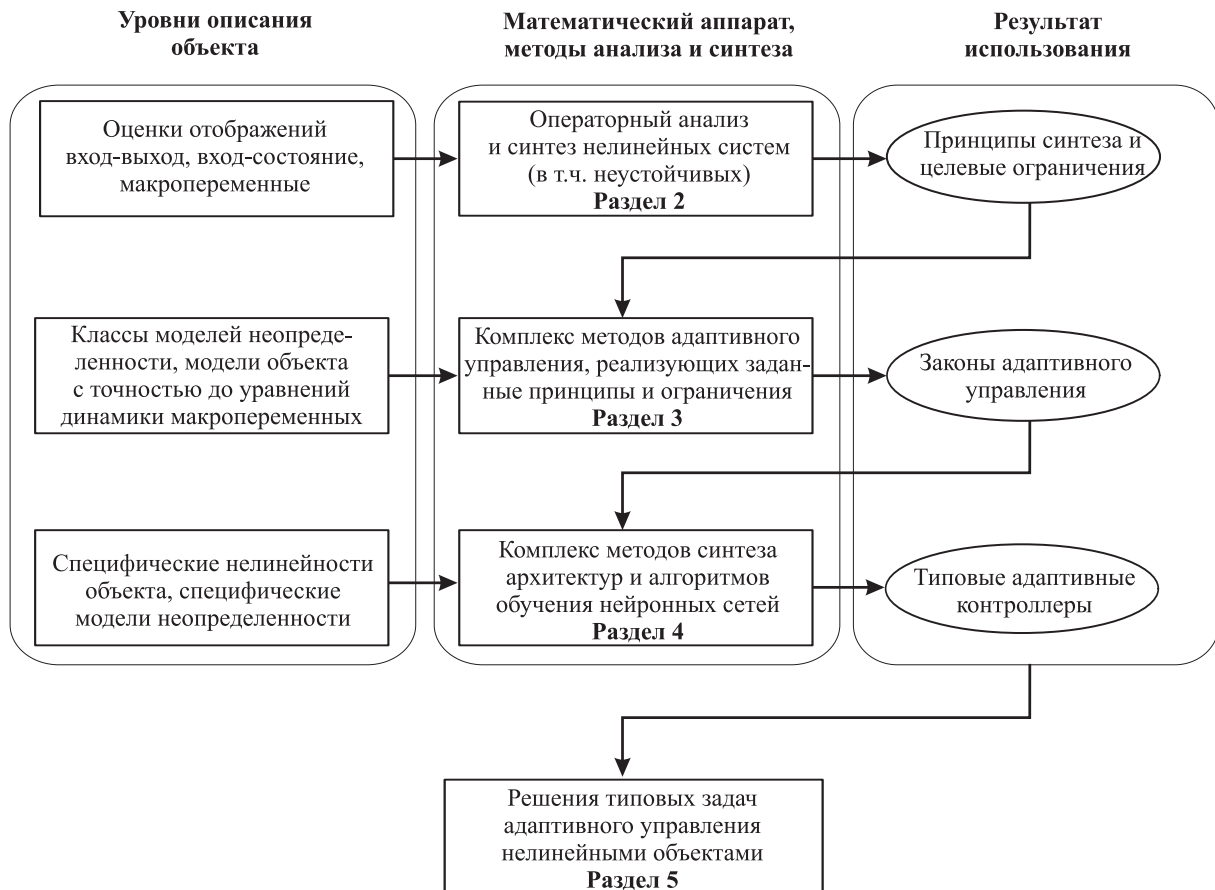 Уровни описания
объекта
Математический аппарат,
методы анализа и синтеза
Результат
использования
Оценки отображений
вход-выход, вход-состояние,
макропеременные
Операторный анализ
и синтез нелинейных систем
(в т.ч. неустойчивых)
Раздел 2
Принципы синтеза и
целевые ограничения
Классы моделей неопреде-
ленности, модели объекта
с точностью до уравнений
динамики макропеременных
Комплекс методов адаптивного
управления, реализующих задан-
ные принципы и ограничения
Раздел 3
Законы адаптивного
управления
Специфические нелинейности
объекта, специфические
модели неопределенности
Комплекс методов синтеза
архитектур и алгоритмов
обучения нейронных сетей
Раздел 4
Типовые адаптивные
контроллеры
Решения типовых задач
адаптивного управления
нелинейными объектами
Раздел 5